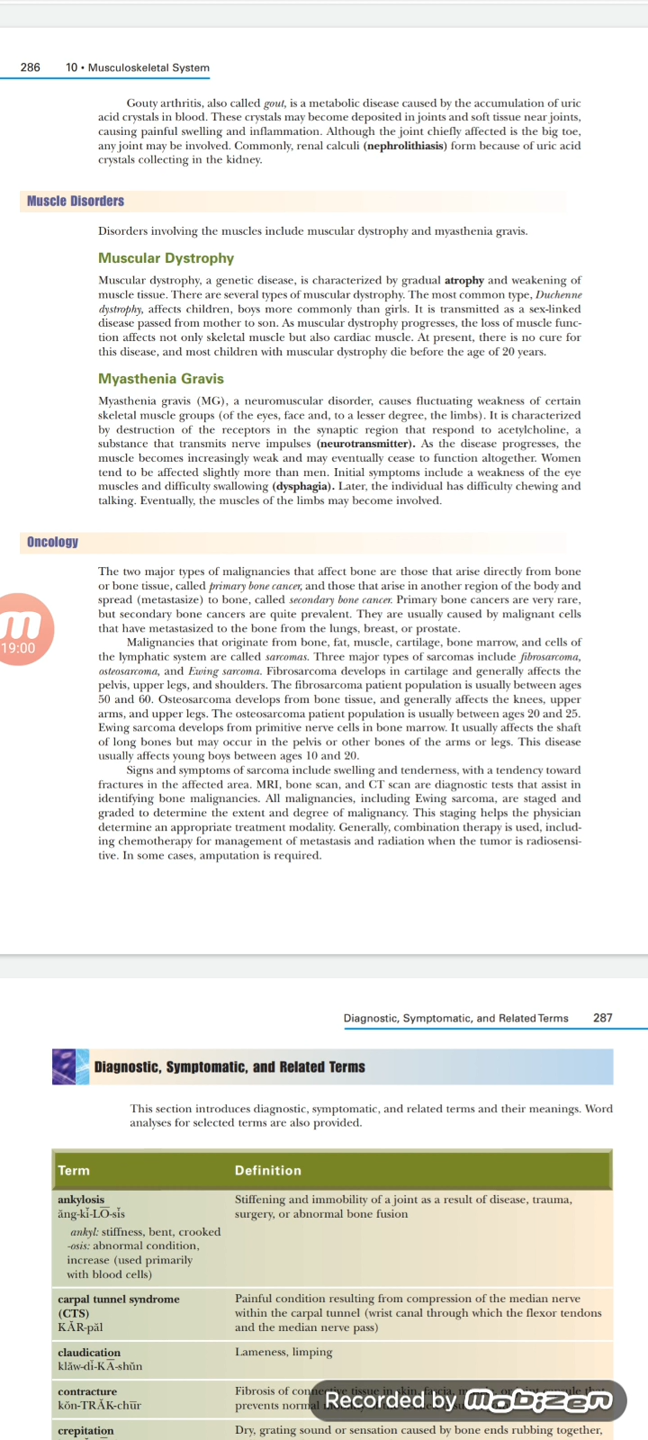 286 10 • Musculoskeletal System
Gouty arthritis, also called gout, is a metabolic disease caused by the accumulation of uric
acid crystals in blood. These crystals may become deposited in joints and soft tissue near joints,
causing painful swelling and inflammation. Although the joint chiefly affected is the big toe,
any joint may be involved. Commonly, renal calculi (nephrolithiasis) form because of uric acid
crystals collecting in the kidney.
Muscle Disorders
Disorders involving the muscles include muscular dystrophy and myasthenia gravis.
Muscular Dystrophy
Muscular dystrophy, a genetic disease, is characterized by gradual atrophy and weakening of
muscle tissue. There are several types of muscular dystrophy. The most common type, Duchenne
dystrophy, affects children, boys more commonly than girls. It is transmitted as a sex-linked
disease passed from mother to son. As muscular dystrophy progresses, the loss of muscle func-
tion affects not only skeletal muscle but also cardiac muscle. At present, there is no cure for
this disease, and most children with muscular dystrophy die before the age of 20 years.
Myasthenia Gravis
Myasthenia gravis (MG), a neuromuscular disorder, causes fluctuating weakness of certain
skeletal muscle groups (of the eyes, face and, to a lesser degree, the limbs). It is characterized
by destruction of the receptors in the synaptic region that respond to acetylcholine, a
substance that transmits nerve impulses (neurotransmitter). As the disease progresses, the
muscle becomes increasingly weak and may eventually cease to function altogether. Women
tend to be affected slightly more than men. Initial symptoms include a weakness of the eye
muscles and difficulty swallowing (dysphagia). Later, the individual has difficulty chewing and
talking. Eventually, the muscles of the limbs may become involved.
Oncology
The two major types of malignancies that affect bone are those that arise directly from bone
or bone tissue, called primary bone cancer, and those that arise in another region of the body and
spread (metastasize) to bone, called secondary bone cancer. Primary bone cancers are very rare,
but secondary bone cancers are quite prevalent. They are usually caused by malignant cells
that have metastasized to the bone from the lungs, breast, or prostate.
19:00
Malignancies that originate from bone, fat, muscle, cartilage, bone marrow, and cells of
the lymphatic system are called sarcomas. Three major types of sarcomas include fibrosarcoma,
osteosarcoma, and Ewing sarcoma. Fibrosarcoma develops in cartilage and generally affects the
pelvis, upper legs, and shoulders. The fibrosarcoma patient population is usually between ages
50 and 60. Osteosarcoma develops from bone tissue, and generally affects the knees, upper
arms, and upper legs. The osteosarcoma patient population is usually between ages 20 and 25.
Ewing sarcoma develops from primitive nerve cells in bone marrow. It usually affects the shaft
of long bones but may occur in the pelvis or other bones of the arms or legs. This disease
usually affects young boys between ages 10 and 20.
Signs and symptoms of sarcoma include swelling and tenderness, with a tendency toward
fractures in the affected area. MRI, bone scan, and CT scan are diagnostic tests that assist in
identifying bone malignancies. All malignancies, including Ewing sarcoma, are staged and
graded to determine the extent and degree of malignancy. This staging helps the physician
determine an appropriate treatment modality. Generally, combination therapy is used, includ-
ing chemotherapy for management of metastasis and radiation when the tumor is radiosensi-
tive. In some cases, amputation is required.
Diagnostic, Symptomatic, and Related Terms 287
Diagnostic, Symptomatic, and Related Terms
This section introduces diagnostic, symptomatic, and related terms and their meanings. Word
analyses for selected terms are also provided.
Term Definition
ankylosis Stiffening and immobility of a joint as a result of disease, trauma,
ăng-kĭ-LŌ-sĭs surgery, or abnormal bone fusion
ankyl: stiffness, bent, crooked
-osis: abnormal condition,
increase (used primarily
with blood cells)
carpal tunnel syndrome Painful condition resulting from compression of the median nerve
(CTS) within the carpal tunnel (wrist canal through which the flexor tendons
KĂR-păl and the median nerve pass)
claudication Lameness, limping
klăw-dĭ-KĀ-shŭn
contracture Fibrosis of connective tissue in skin, fascia,
kŏn-TRĂK-chūr prevents normal
Recorded by mobizen
crepitation Dry, grating sound or sensation caused by bone ends rubbing together,